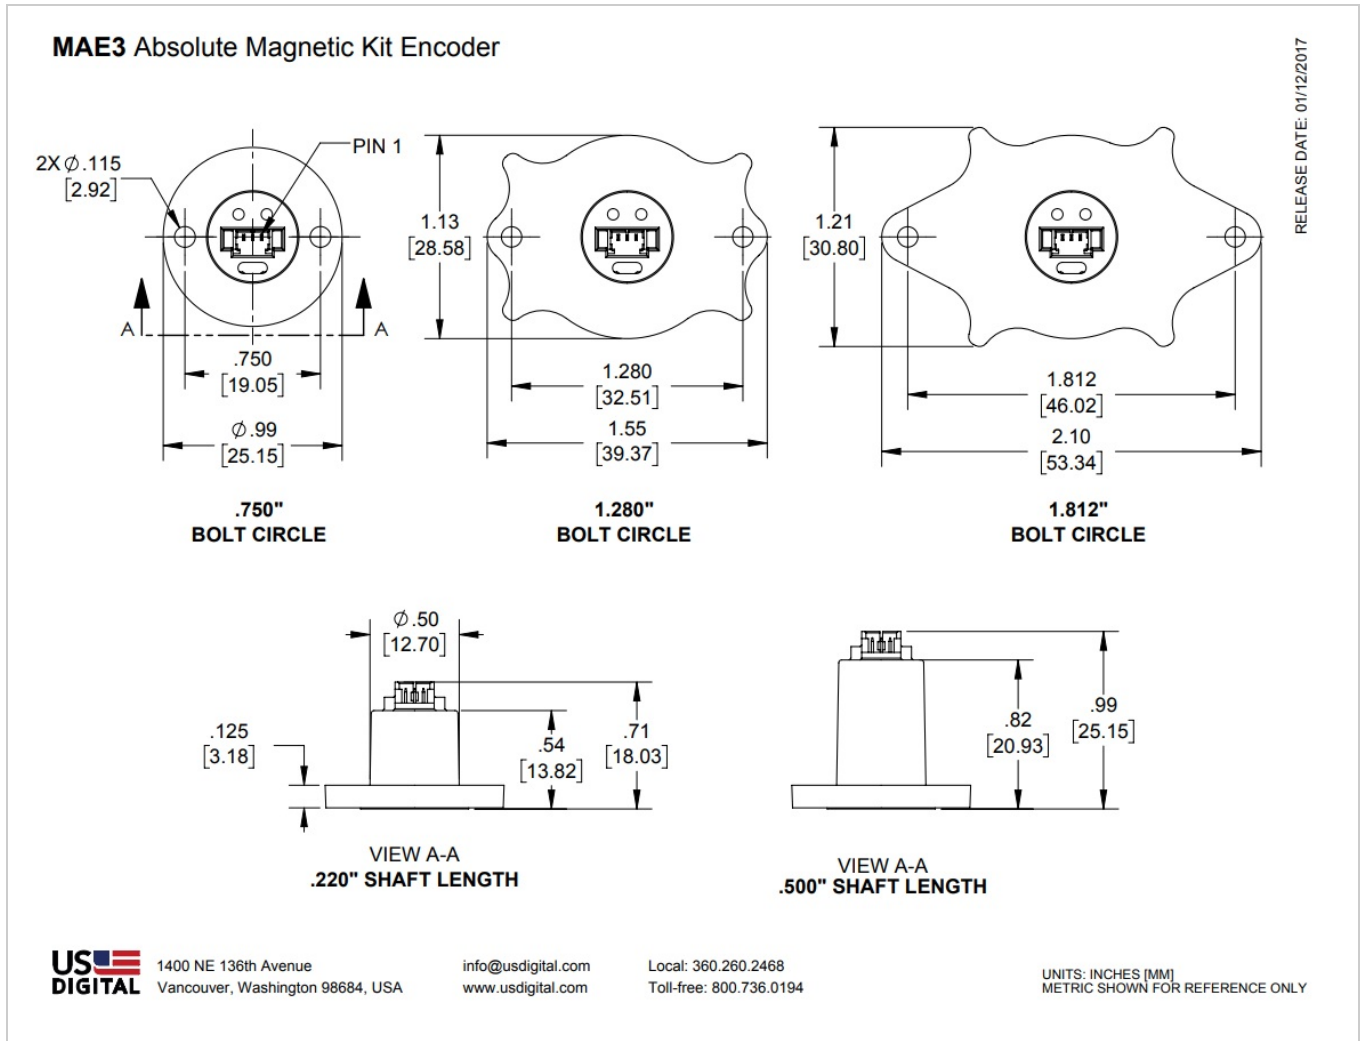 MAE3 Absolute Magnetic Kit Encoder
RELEASE DATE: 01/12/2017
2X Ø.115
[2.92]
PIN 1
A
A
.750
[19.05]
Ø.99
[25.15]
.750"
BOLT CIRCLE
1.13
[28.58]
1.280
[32.51]
1.55
[39.37]
1.280"
BOLT CIRCLE
1.21
[30.80]
1.812
[46.02]
2.10
[53.34]
1.812"
BOLT CIRCLE
Ø.50
[12.70]
.125
[3.18]
.54
[13.82]
.71
[18.03]
VIEW A-A
.220" SHAFT LENGTH
.82
[20.93]
.99
[25.15]
VIEW A-A
.500" SHAFT LENGTH
US
DIGITAL
1400 NE 136th Avenue
Vancouver, Washington 98684, USA
info@usdigital.com
www.usdigital.com
Local: 360.260.2468
Toll-free: 800.736.0194
UNITS: INCHES [MM]
METRIC SHOWN FOR REFERENCE ONLY